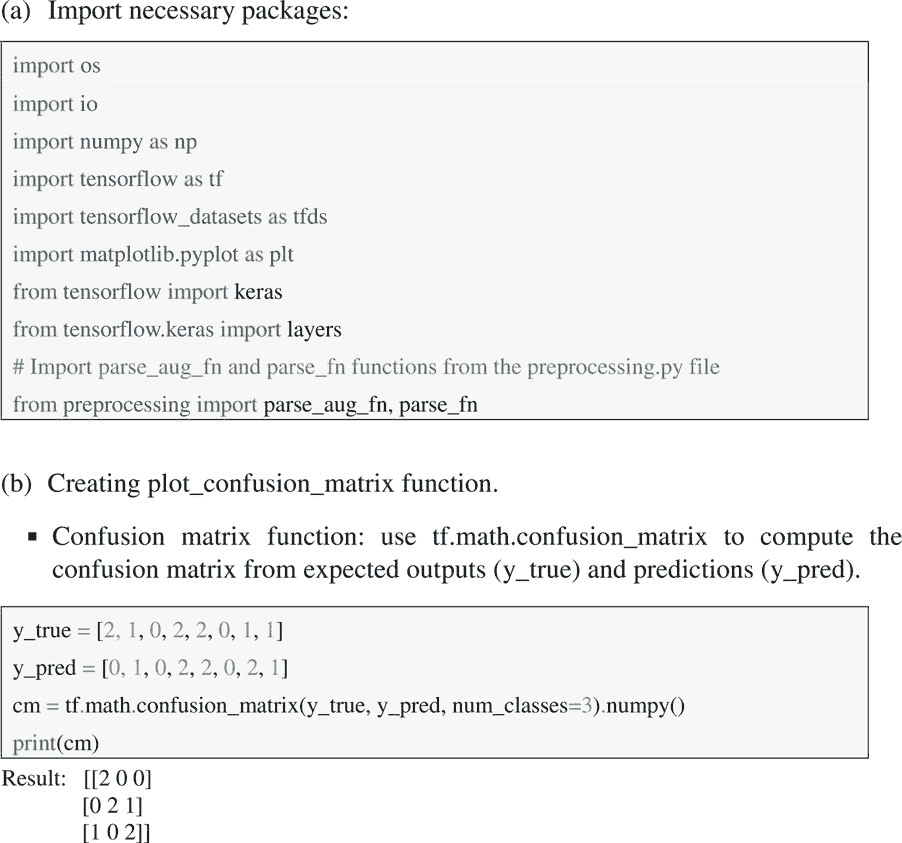 (a) Import necessary packages:
import os
import io
import numpy as np
import tensorflow as tf
import tensorflow_datasets as tfds
import matplotlib.pyplot as plt
from tensorflow import keras
from tensorflow.keras import layers
# Import parse_aug_fn and parse_fn functions from the preprocessing.py file
from preprocessing import parse_aug_fn, parse_fn
(b) Creating plot_confusion_matrix function.
▪ Confusion matrix function: use tf.math.confusion_matrix to compute the
confusion matrix from expected outputs (y_true) and predictions (y_pred).
y_true = [2, 1, 0, 2, 2, 0, 1, 1]
y_pred = [0, 1, 0, 2, 2, 0, 2, 1]
cm = tf.math.confusion_matrix(y_true, y_pred, num_classes=3).numpy()
print(cm)
Result: [[2 0 0]
[0 2 1]
[1 0 2]]